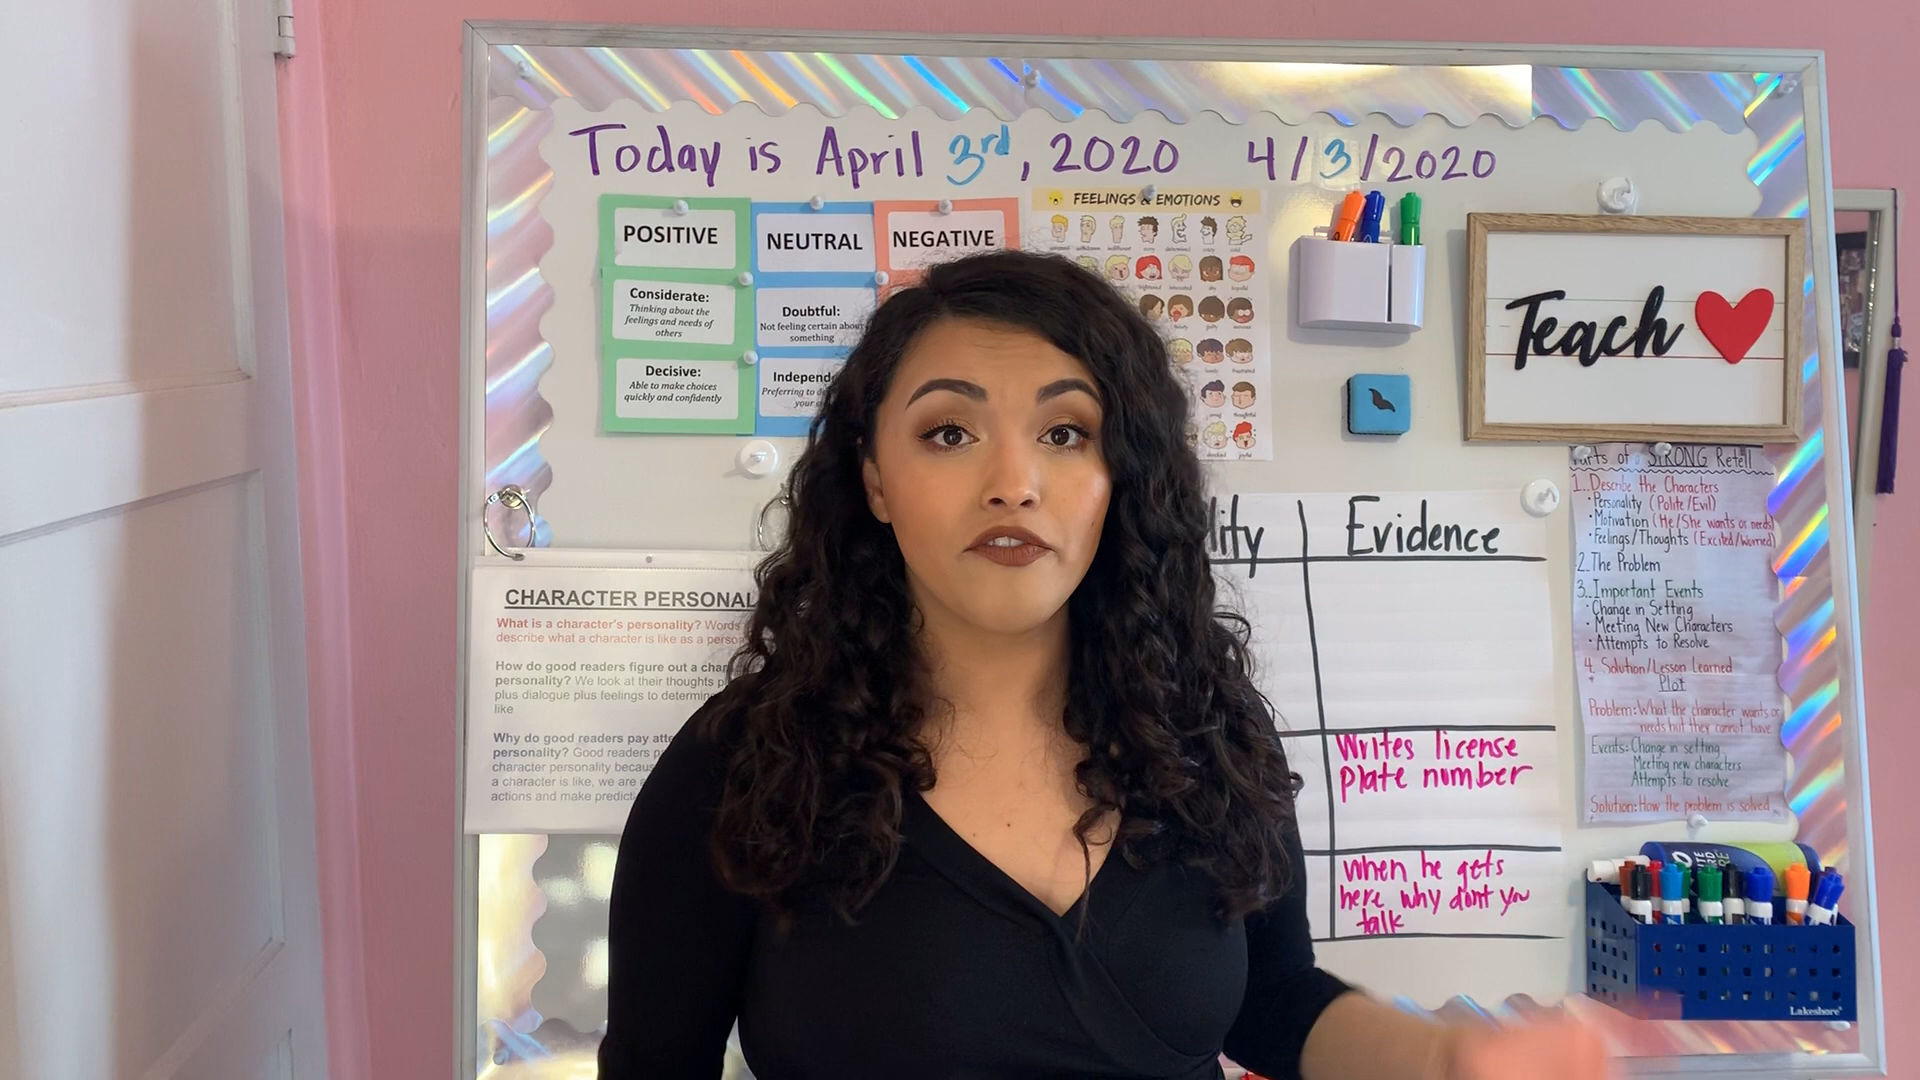 Today is April 3rd, 2020 4/3/2020
POSITIVE
NEUTRAL
NEGATIVE
Considerate:
Thinking about the
feelings and needs of
others
Doubtful:
Not feeling certain about
something
Decisive:
Able to make choices
quickly and confidently
Preferring to
your
FEELINGS & EMOTIONS
Teach
CHARACTER
What is a character's personality? Words
describe what a character is like as a person
How do good readers figure out a
personality? We look at their thoughts
plus dialogue plus feelings to
like
Why do good readers pay
personality? Good readers
character personality
a character is like, we are
actions and make
Evidence
Writes license
plate number
when he gets
here why dont you
talk
Parts of a STRONG Retell
1. Describe the Characters
• Personality (Polite/Evil)
• Motivation (He/She wants or needs)
• Feelings/Thoughts (Excited/Worried)
2. The Problem
3. Important Events
• Change in Setting
• Meeting New Characters
• Attempts to Resolve
4. Solution/Lesson Learned
Plot
Problem: What the character wants or
needs but they cannot have
Events: Change in setting
Meeting new characters
Attempts to resolve
Solution: How the problem is solved
Lakeshore